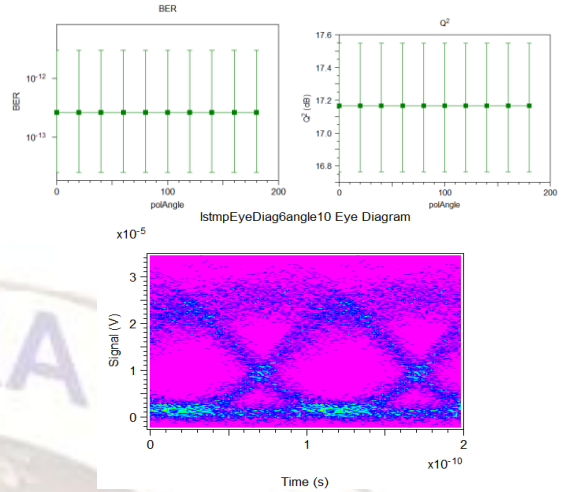 BER
Q²
10⁻¹²
10⁻¹³
BER
0
100
200
polAngle
17.6
17.4
17.2
17.0
16.8
Q² (dB)
0
100
200
polAngle
lstmpEyeDiag6angle10 Eye Diagram
x10⁻⁵
3
2
1
0
Signal (V)
0
1
2
x10⁻¹⁰
Time (s)
A